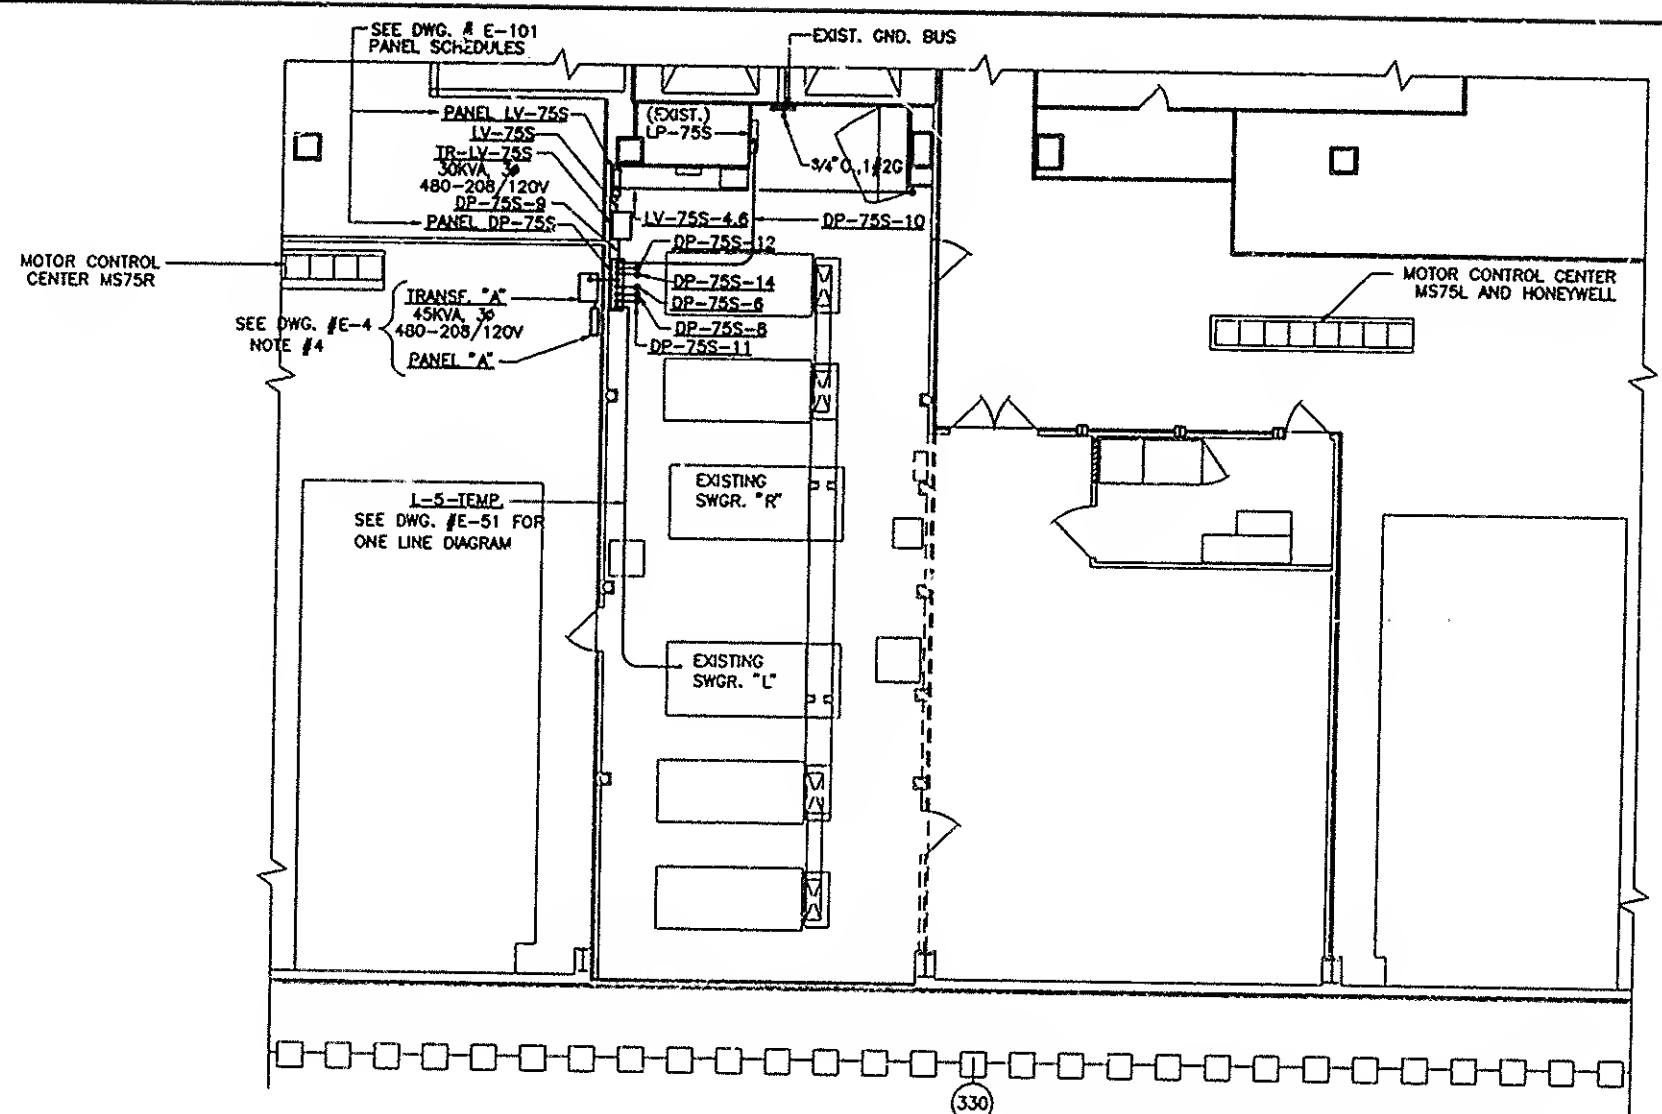 SEE DWG. # E-101
PANEL SCHEDULES
EXIST. GND. BUS
PANEL LV-75S
(EXIST.)
LP-75S
LV-75S
TR-LV-75S
30KVA, 3ø
480-208/120V
3/4"C.,1#2G
DP-75S-9
PANEL DP-75S
LV-75S-4,6
DP-75S-10
DP-75S-12
MOTOR CONTROL
CENTER MS75R
DP-75S-14
MOTOR CONTROL CENTER
MS75L AND HONEYWELL
TRANSF. "A"
45KVA, 3ø
480-208/120V
PANEL "A"
SEE DWG. #E-4
NOTE #4
DP-75S-6
DP-75S-8
DP-75S-11
EXISTING
SWGR. "R"
L-5-TEMP.
SEE DWG. #E-51 FOR
ONE LINE DIAGRAM
EXISTING
SWGR. "L"
330